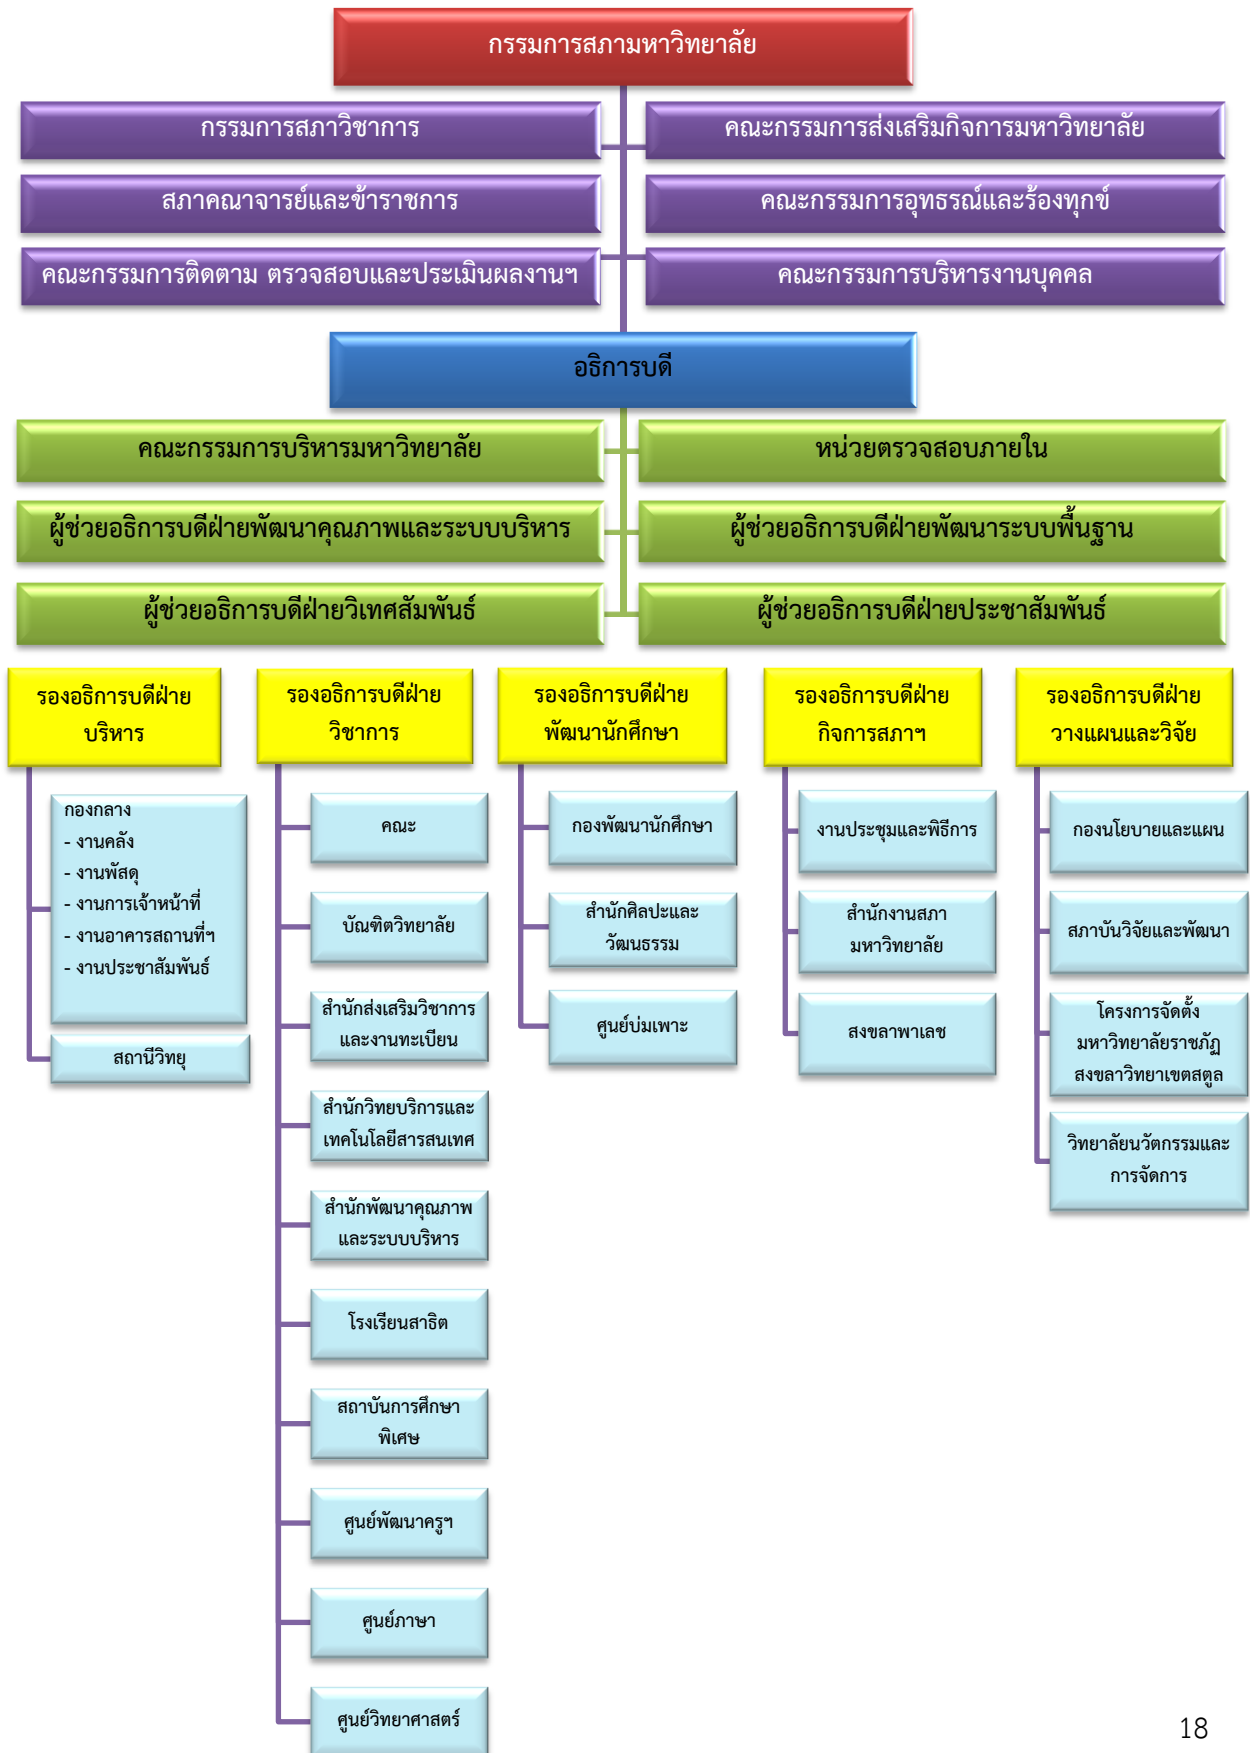 กรรมการสภามหาวิทยาลัย
กรรมการสภาวิชาการ
คณะกรรมการส่งเสริมกิจการมหาวิทยาลัย
สภาคณาจารย์และข้าราชการ
คณะกรรมการอุทธรณ์และร้องทุกข์
คณะกรรมการติดตาม ตรวจสอบและประเมินผลงานฯ
คณะกรรมการบริหารงานบุคคล
อธิการบดี
คณะกรรมการบริหารมหาวิทยาลัย
หน่วยตรวจสอบภายใน
ผู้ช่วยอธิการบดีฝ่ายพัฒนาคุณภาพและระบบบริหาร
ผู้ช่วยอธิการบดีฝ่ายพัฒนาระบบพื้นฐาน
ผู้ช่วยอธิการบดีฝ่ายวิเทศสัมพันธ์
ผู้ช่วยอธิการบดีฝ่ายประชาสัมพันธ์
รองอธิการบดีฝ่าย
บริหาร
กองกลาง
- งานคลัง
- งานพัสดุ
- งานการเจ้าหน้าที่
- งานอาคารสถานที่ฯ
- งานประชาสัมพันธ์
สถานีวิทยุ
รองอธิการบดีฝ่าย
วิชาการ
คณะ
บัณฑิตวิทยาลัย
สำนักส่งเสริมวิชาการ
และงานทะเบียน
สำนักวิทยบริการและ
เทคโนโลยีสารสนเทศ
สำนักพัฒนาคุณภาพ
และระบบบริหาร
โรงเรียนสาธิต
สถาบันการศึกษา
พิเศษ
ศูนย์พัฒนาครูฯ
ศูนย์ภาษา
ศูนย์วิทยาศาสตร์
รองอธิการบดีฝ่าย
พัฒนานักศึกษา
กองพัฒนานักศึกษา
สำนักศิลปะและ
วัฒนธรรม
ศูนย์บ่มเพาะ
รองอธิการบดีฝ่าย
กิจการสภาฯ
งานประชุมและพิธีการ
สำนักงานสภา
มหาวิทยาลัย
สงขลาพาเลซ
รองอธิการบดีฝ่าย
วางแผนและวิจัย
กองนโยบายและแผน
สภาบันวิจัยและพัฒนา
โครงการจัดตั้ง
มหาวิทยาลัยราชภัฏ
สงขลาวิทยาเขตสตูล
วิทยาลัยนวัตกรรมและ
การจัดการ
18